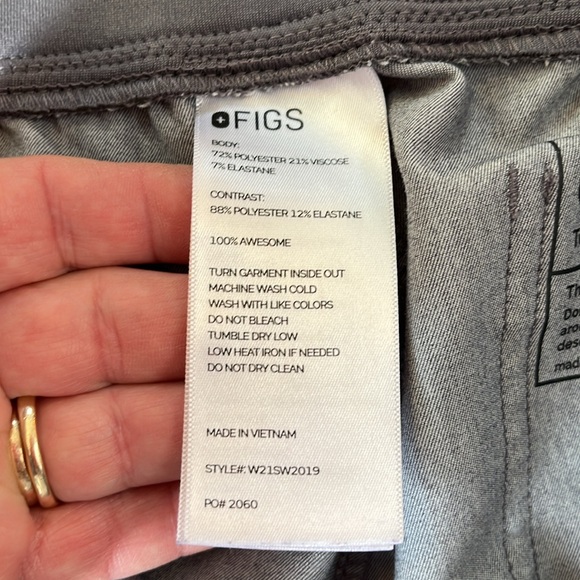 FIGS
BODY:
72% POLYESTER 21% VISCOSE
7% ELASTANE
CONTRAST:
88% POLYESTER 12% ELASTANE
100% AWESOME
TURN GARMENT INSIDE OUT
MACHINE WASH COLD
WASH WITH LIKE COLORS
DO NOT BLEACH
TUMBLE DRY LOW
LOW HEAT IRON IF NEEDED
DO NOT DRY CLEAN
MADE IN VIETNAM
STYLE#: W21SW2019
PO# 2060